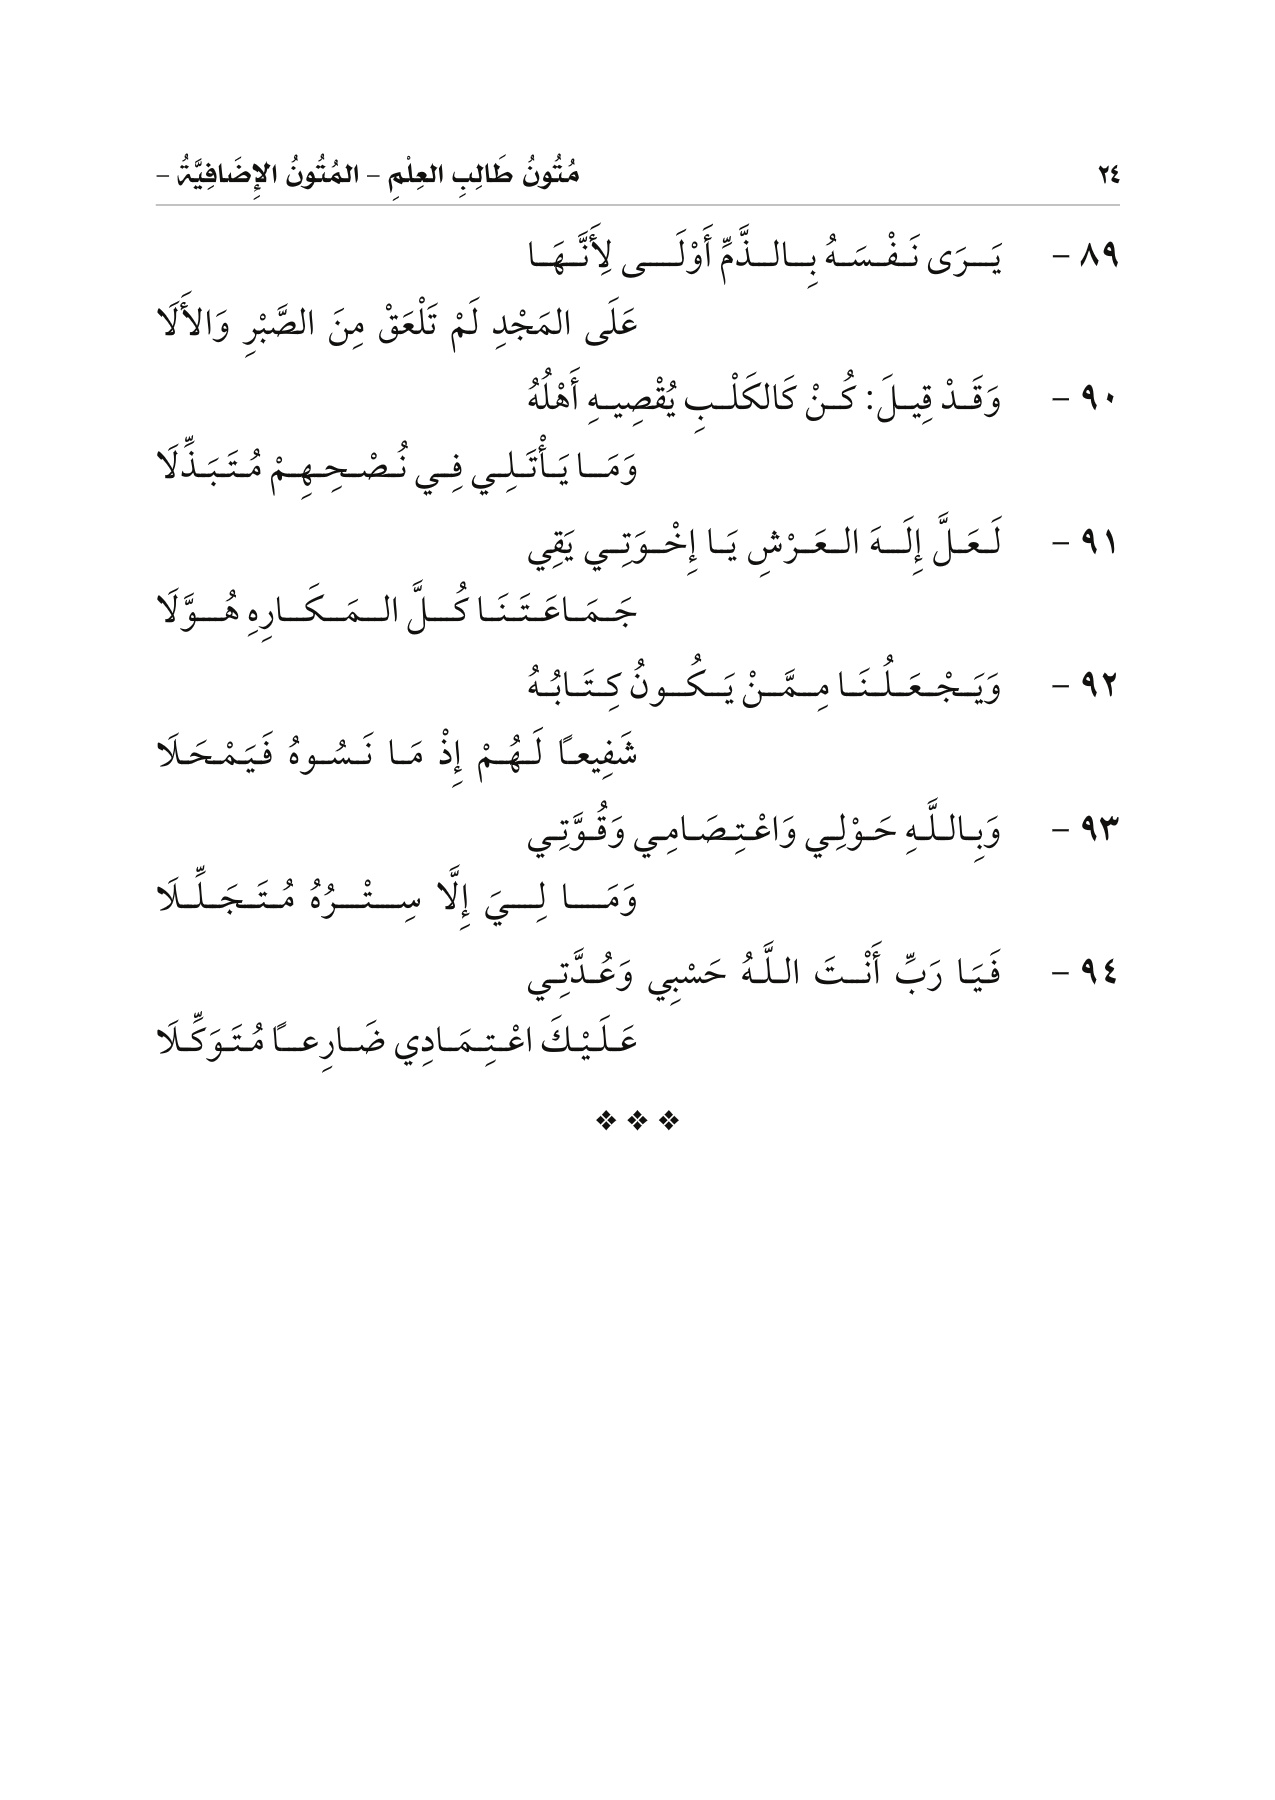 ٢٤ مُتُونُ طَالِبِ العِلْمِ – المُتُونُ الإِضَافِيَّةُ –
٨٩ – يَرَى نَفْسَهُ بِالذَّمِّ أَوْلَى لِأَنَّهَا
عَلَى المَجْدِ لَمْ تَلْعَقْ مِنَ الصَّبْرِ وَالأَلَا
٩٠ – وَقَدْ قِيلَ: كُنْ كَالكَلْبِ يُقْصِيهِ أَهْلُهُ
وَمَا يَأْتَلِي فِي نُصْحِهِمْ مُتَبَذِّلَا
٩١ – لَعَلَّ إِلَهَ العَرْشِ يَا إِخْوَتِي يَقِي
جَمَاعَتَنَا كُلَّ المَكَارِهِ هُوَّلَا
٩٢ – وَيَجْعَلُنَا مِمَّنْ يَكُونُ كِتَابُهُ
شَفِيعًا لَهُمْ إِذْ مَا نَسُوهُ فَيَمْحَلَا
٩٣ – وَبِاللَّهِ حَوْلِي وَاعْتِصَامِي وَقُوَّتِي
وَمَا لِيَ إِلَّا سِتْرُهُ مُتَجَلِّلَا
٩٤ – فَيَا رَبِّ أَنْتَ اللَّهُ حَسْبِي وَعُدَّتِي
عَلَيْكَ اعْتِمَادِي ضَارِعًا مُتَوَكِّلَا